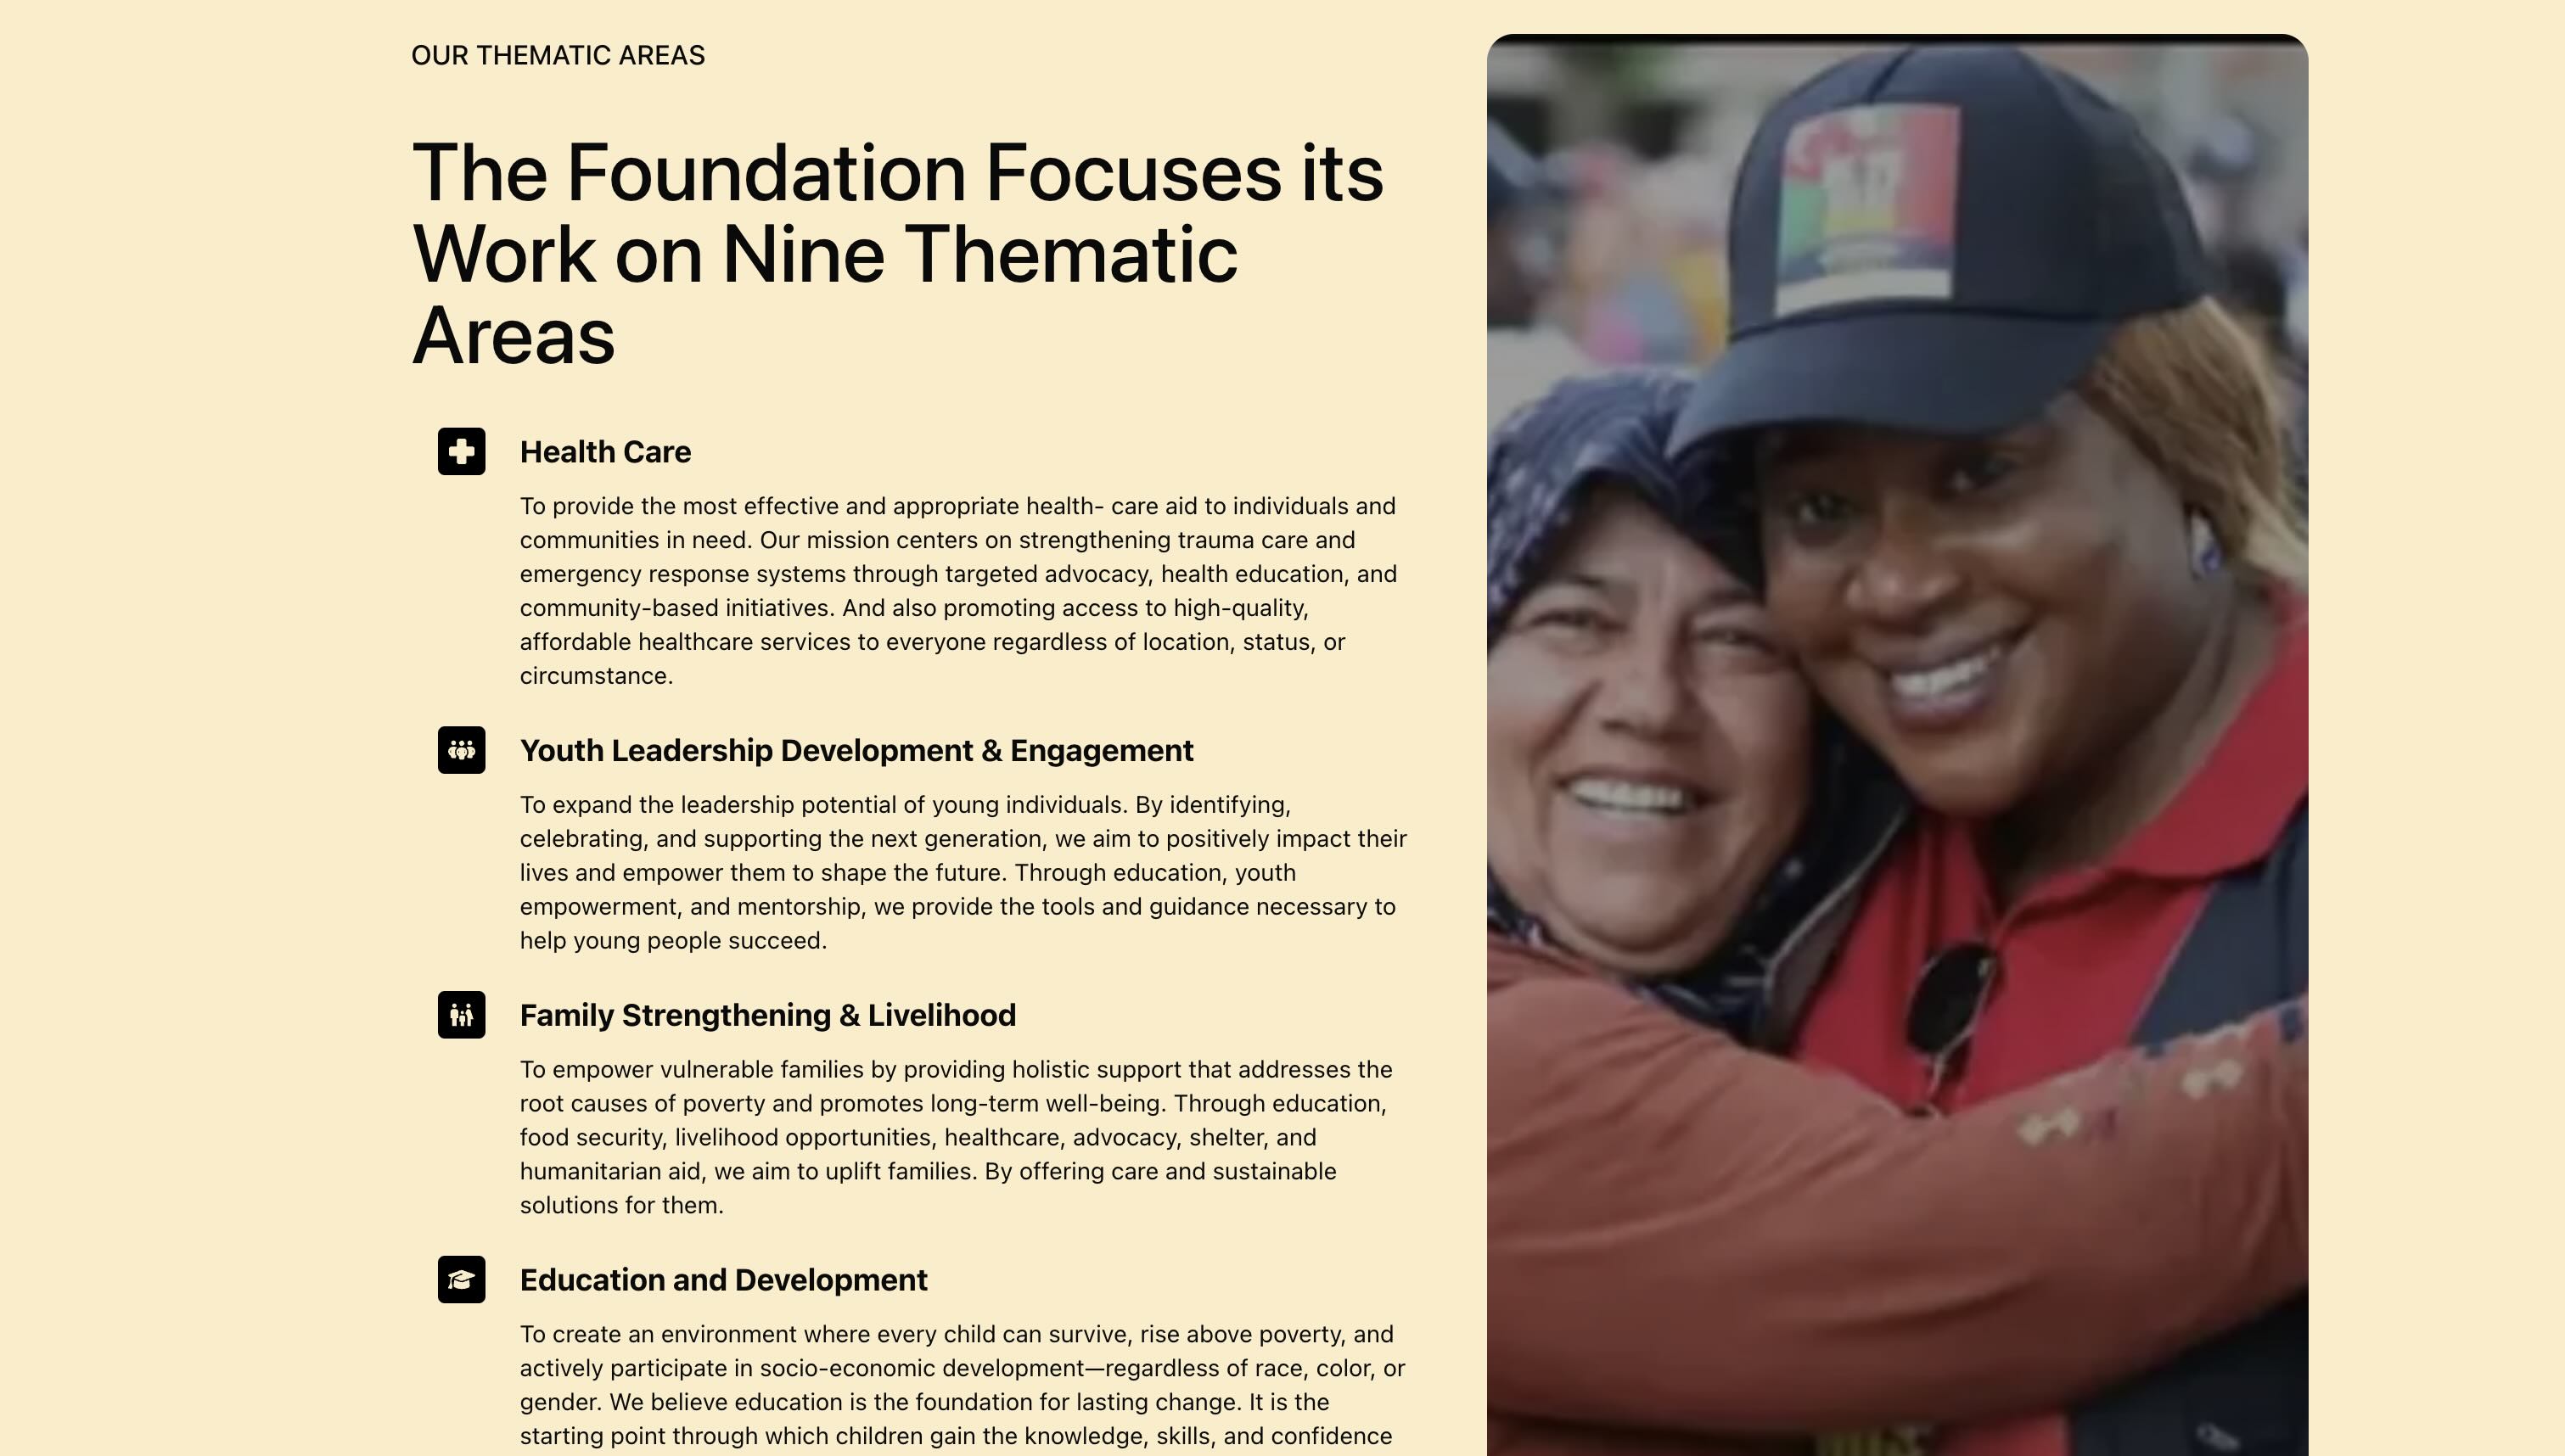 OUR THEMATIC AREAS
The Foundation Focuses its
Work on Nine Thematic
Areas
Health Care
To provide the most effective and appropriate health- care aid to individuals and
communities in need. Our mission centers on strengthening trauma care and
emergency response systems through targeted advocacy, health education, and
community-based initiatives. And also promoting access to high-quality,
affordable healthcare services to everyone regardless of location, status, or
circumstance.
Youth Leadership Development & Engagement
To expand the leadership potential of young individuals. By identifying,
celebrating, and supporting the next generation, we aim to positively impact their
lives and empower them to shape the future. Through education, youth
empowerment, and mentorship, we provide the tools and guidance necessary to
help young people succeed.
Family Strengthening & Livelihood
To empower vulnerable families by providing holistic support that addresses the
root causes of poverty and promotes long-term well-being. Through education,
food security, livelihood opportunities, healthcare, advocacy, shelter, and
humanitarian aid, we aim to uplift families. By offering care and sustainable
solutions for them.
Education and Development
To create an environment where every child can survive, rise above poverty, and
actively participate in socio-economic development—regardless of race, color, or
gender. We believe education is the foundation for lasting change. It is the
starting point through which children gain the knowledge, skills, and confidence